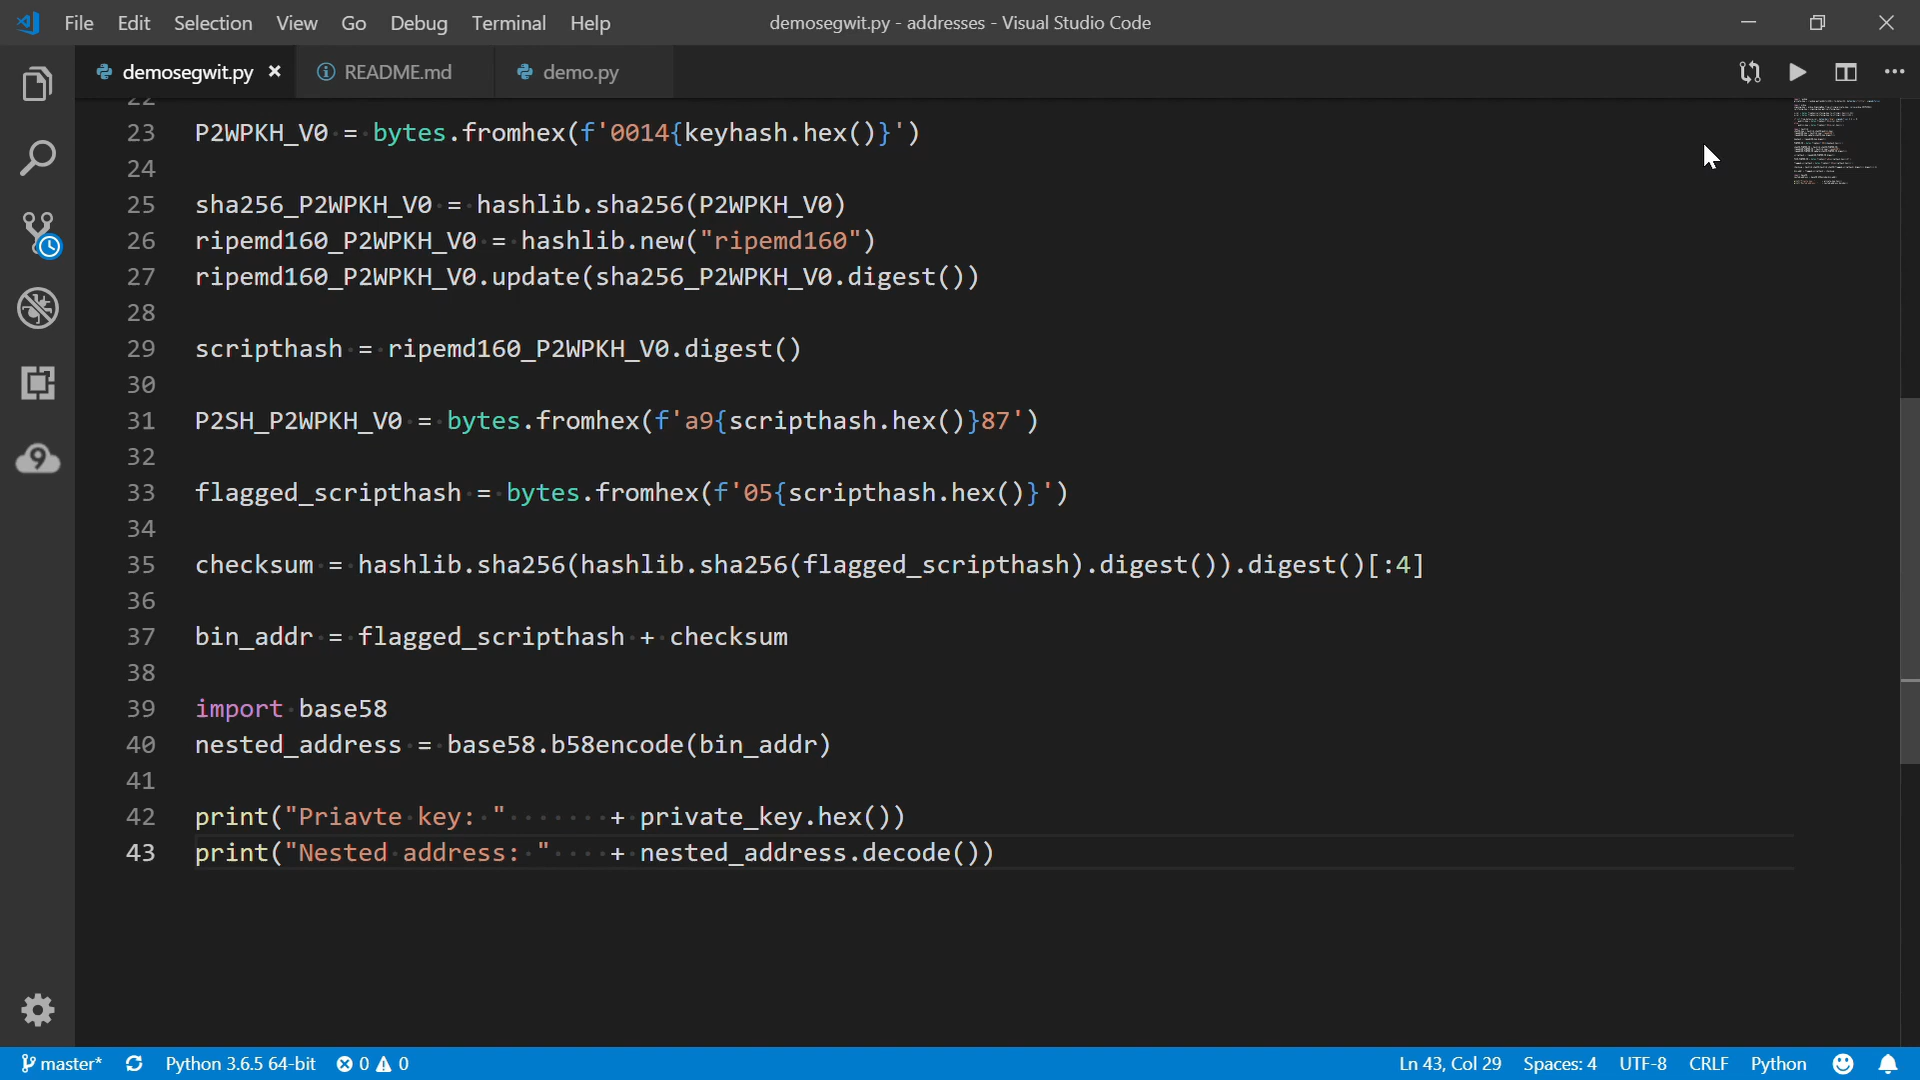 File Edit Selection View Go Debug Terminal Help demosegwit.py - addresses - Visual Studio Code
demosegwit.py README.md demo.py
22
23 P2WPKH_V0 = bytes.fromhex(f'0014{keyhash.hex()}')
24
25 sha256_P2WPKH_V0 = hashlib.sha256(P2WPKH_V0)
26 ripemd160_P2WPKH_V0 = hashlib.new("ripemd160")
27 ripemd160_P2WPKH_V0.update(sha256_P2WPKH_V0.digest())
28
29 scripthash = ripemd160_P2WPKH_V0.digest()
30
31 P2SH_P2WPKH_V0 = bytes.fromhex(f'a9{scripthash.hex()}87')
32
33 flagged_scripthash = bytes.fromhex(f'05{scripthash.hex()}')
34
35 checksum = hashlib.sha256(hashlib.sha256(flagged_scripthash).digest()).digest()[:4]
36
37 bin_addr = flagged_scripthash + checksum
38
39 import base58
40 nested_address = base58.b58encode(bin_addr)
41
42 print("Priavte key: "       + private_key.hex())
43 print("Nested address: "    + nested_address.decode())
9
master* Python 3.6.5 64-bit 0 0 Ln 43, Col 29 Spaces: 4 UTF-8 CRLF Python